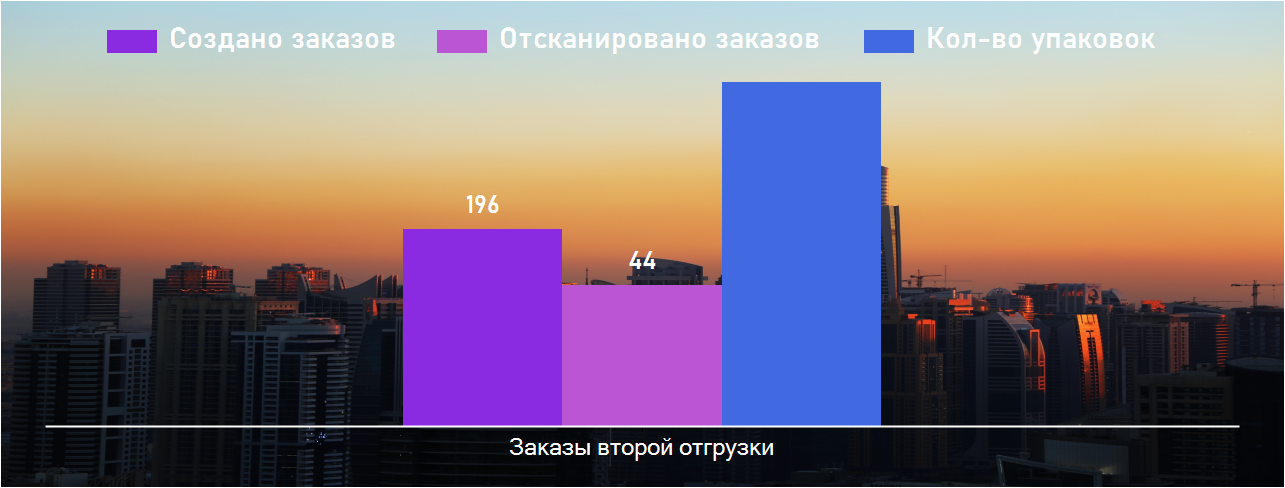 Создано заказов Отсканировано заказов Кол-во упаковок
196
44
Заказы второй отгрузки